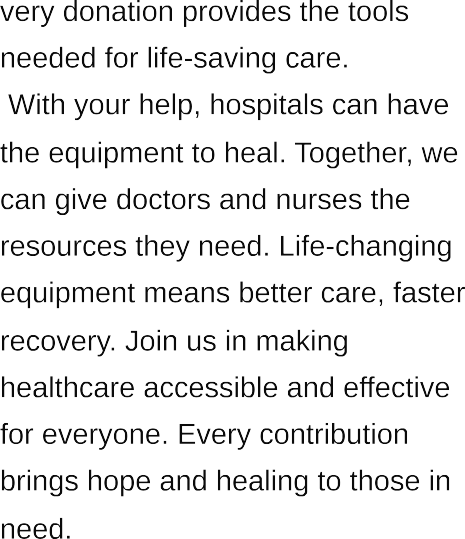 very donation provides the tools
needed for life-saving care.
With your help, hospitals can have
the equipment to heal. Together, we
can give doctors and nurses the
resources they need. Life-changing
equipment means better care, faster
recovery. Join us in making
healthcare accessible and effective
for everyone. Every contribution
brings hope and healing to those in
need.